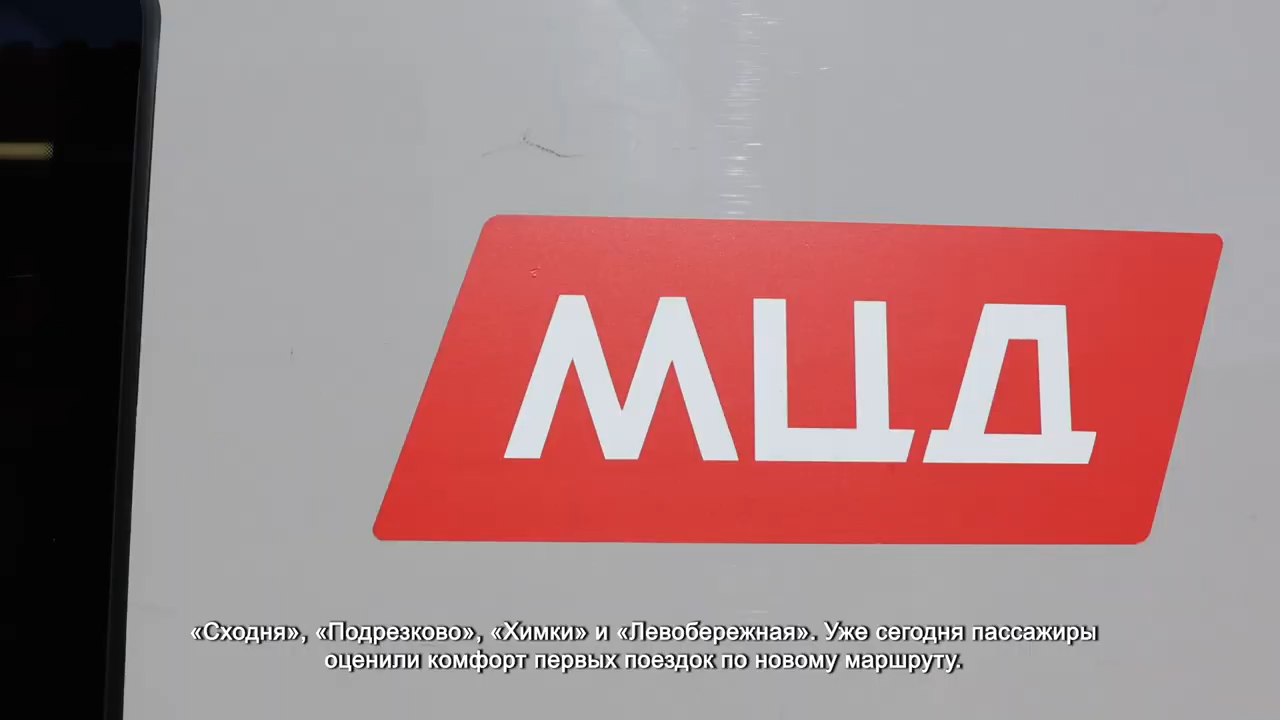 МЦД
«Сходня», «Подрезково», «Химки» и «Левобережная». Уже сегодня пассажиры
оценили комфорт первых поездок по новому маршруту.